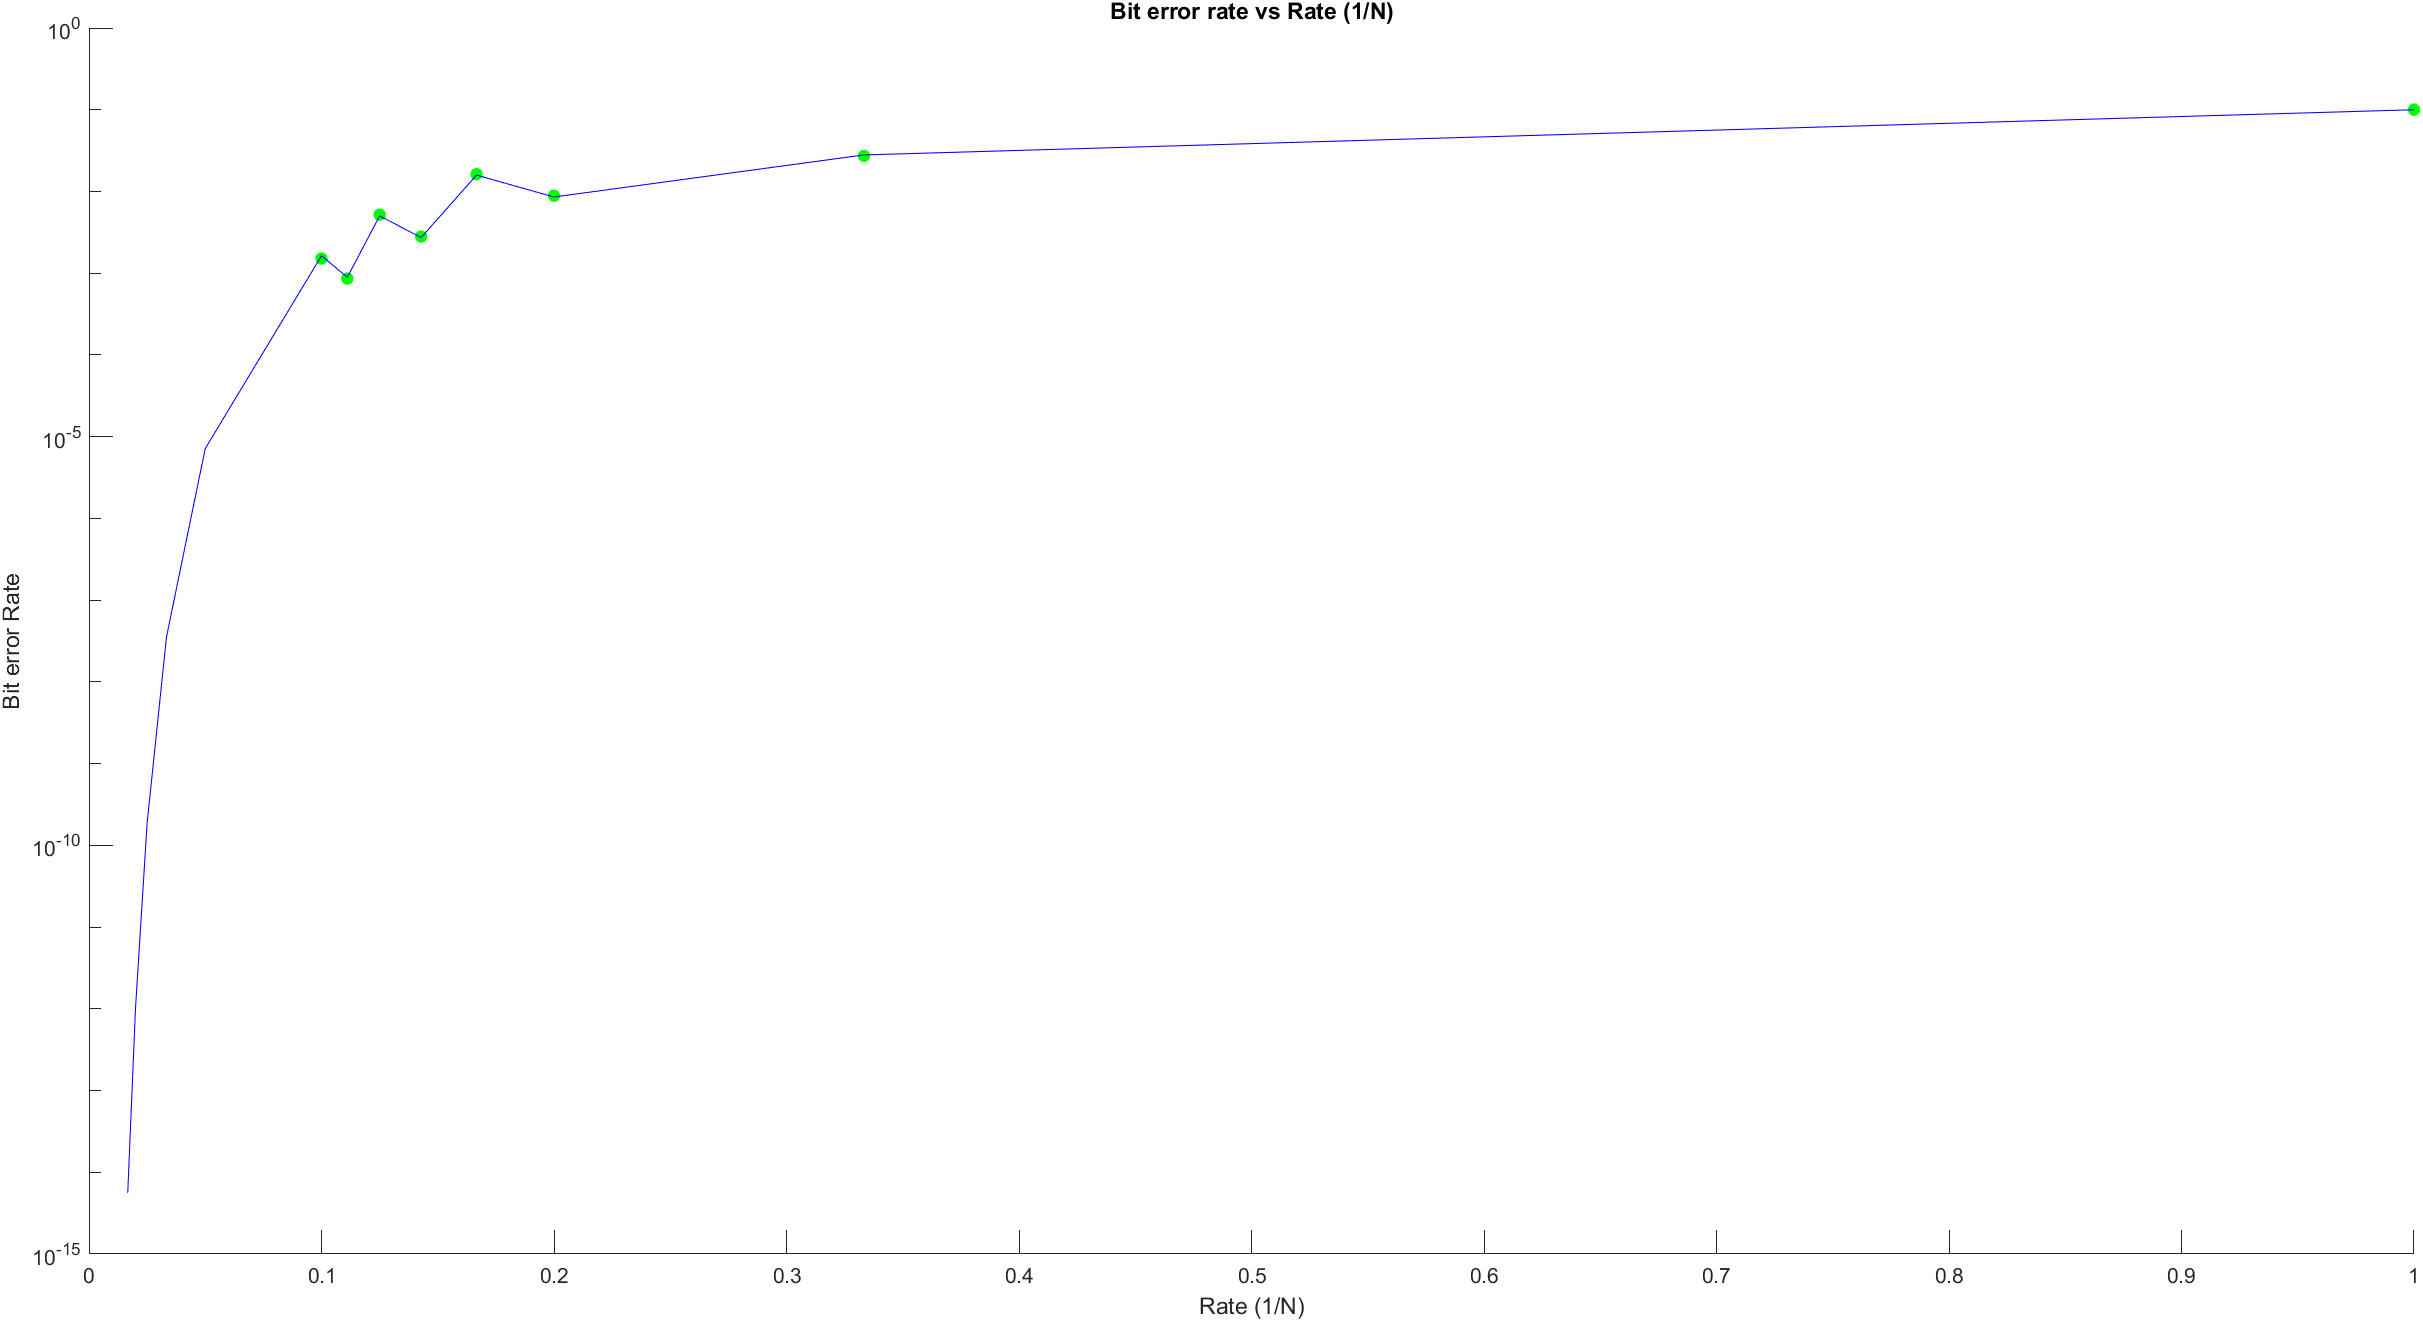 Bit error rate vs Rate (1/N)
10^0
10^-5
10^-10
10^-15
Bit error Rate
0 0.1 0.2 0.3 0.4 0.5 0.6 0.7 0.8 0.9 1
Rate (1/N)